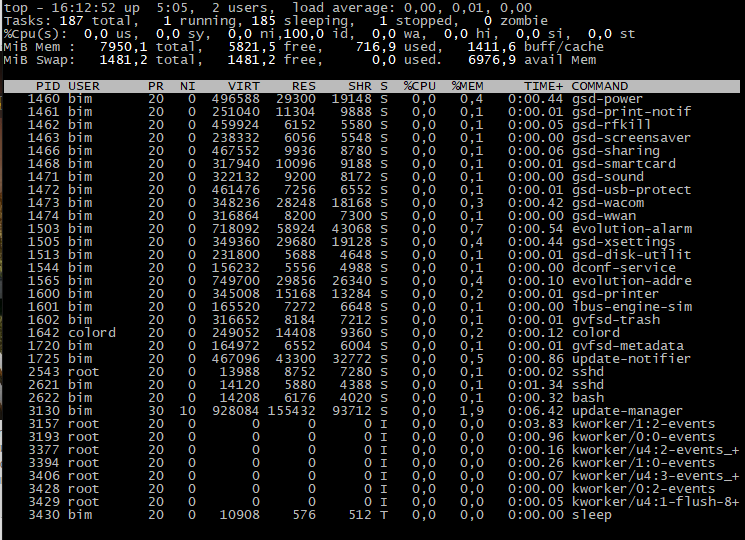 top - 16:12:52 up  5:05,  2 users,  load average: 0,00, 0,01, 0,00
Tasks: 187 total,   1 running, 185 sleeping,   1 stopped,   0 zombie
%Cpu(s):  0,0 us,  0,0 sy,  0,0 ni,100,0 id,  0,0 wa,  0,0 hi,  0,0 si,  0,0 st
MiB Mem :   7950,1 total,   5821,5 free,    716,9 used,   1411,6 buff/cache
MiB Swap:   1481,2 total,   1481,2 free,      0,0 used.   6976,9 avail Mem
PID USER      PR  NI    VIRT    RES    SHR S  %CPU  %MEM     TIME+ COMMAND
1460 bim       20   0  496588  29300  19148 S   0,0   0,4   0:00.44 gsd-power
1461 bim       20   0  251040  11304   9888 S   0,0   0,1   0:00.01 gsd-print-notif
1462 bim       20   0  459924   6152   5580 S   0,0   0,1   0:00.05 gsd-rfkill
1463 bim       20   0  238332   6056   5548 S   0,0   0,1   0:00.00 gsd-screensaver
1466 bim       20   0  467552   9936   8780 S   0,0   0,1   0:00.06 gsd-sharing
1468 bim       20   0  317940  10096   9188 S   0,0   0,1   0:00.01 gsd-smartcard
1471 bim       20   0  322132   9200   8172 S   0,0   0,1   0:00.00 gsd-sound
1472 bim       20   0  461476   7256   6552 S   0,0   0,1   0:00.01 gsd-usb-protect
1473 bim       20   0  348236  28248  18168 S   0,0   0,3   0:00.42 gsd-wacom
1474 bim       20   0  316864   8200   7300 S   0,0   0,1   0:00.00 gsd-wwan
1503 bim       20   0  718092  58924  43068 S   0,0   0,7   0:00.54 evolution-alarm
1505 bim       20   0  349360  29680  19128 S   0,0   0,4   0:00.44 gsd-xsettings
1513 bim       20   0  231800   5688   4648 S   0,0   0,1   0:00.01 gsd-disk-utilit
1544 bim       20   0  156232   5556   4988 S   0,0   0,1   0:00.00 dconf-service
1565 bim       20   0  749700  29856  26340 S   0,0   0,4   0:00.10 evolution-addre
1600 bim       20   0  345008  15168  13284 S   0,0   0,2   0:00.01 gsd-printer
1601 bim       20   0  165520   7272   6648 S   0,0   0,1   0:00.00 ibus-engine-sim
1602 bim       20   0  316652   8184   7212 S   0,0   0,1   0:00.01 gvfsd-trash
1642 colord    20   0  249052  14408   9360 S   0,0   0,2   0:00.12 colord
1720 bim       20   0  164972   6552   6004 S   0,0   0,1   0:00.01 gvfsd-metadata
1725 bim       20   0  467096  43300  32772 S   0,0   0,5   0:00.86 update-notifier
2543 root      20   0   13988   8752   7280 S   0,0   0,1   0:00.02 sshd
2621 bim       20   0   14120   5880   4388 S   0,0   0,1   0:01.34 sshd
2622 bim       20   0   14208   6176   4020 S   0,0   0,1   0:00.32 bash
3130 bim       30  10  928084 155432  93712 S   0,0   1,9   0:06.42 update-manager
3157 root      20   0       0      0      0 I   0,0   0,0   0:03.83 kworker/1:2-events
3193 root      20   0       0      0      0 I   0,0   0,0   0:00.96 kworker/0:0-events
3377 root      20   0       0      0      0 I   0,0   0,0   0:00.16 kworker/u4:2-events_+
3394 root      20   0       0      0      0 I   0,0   0,0   0:00.26 kworker/1:0-events
3406 root      20   0       0      0      0 I   0,0   0,0   0:00.07 kworker/u4:3-events_+
3428 root      20   0       0      0      0 I   0,0   0,0   0:00.00 kworker/0:2-events
3429 root      20   0       0      0      0 I   0,0   0,0   0:00.05 kworker/u4:1-flush-8+
3430 bim       20   0   10908    576    512 T   0,0   0,0   0:00.00 sleep